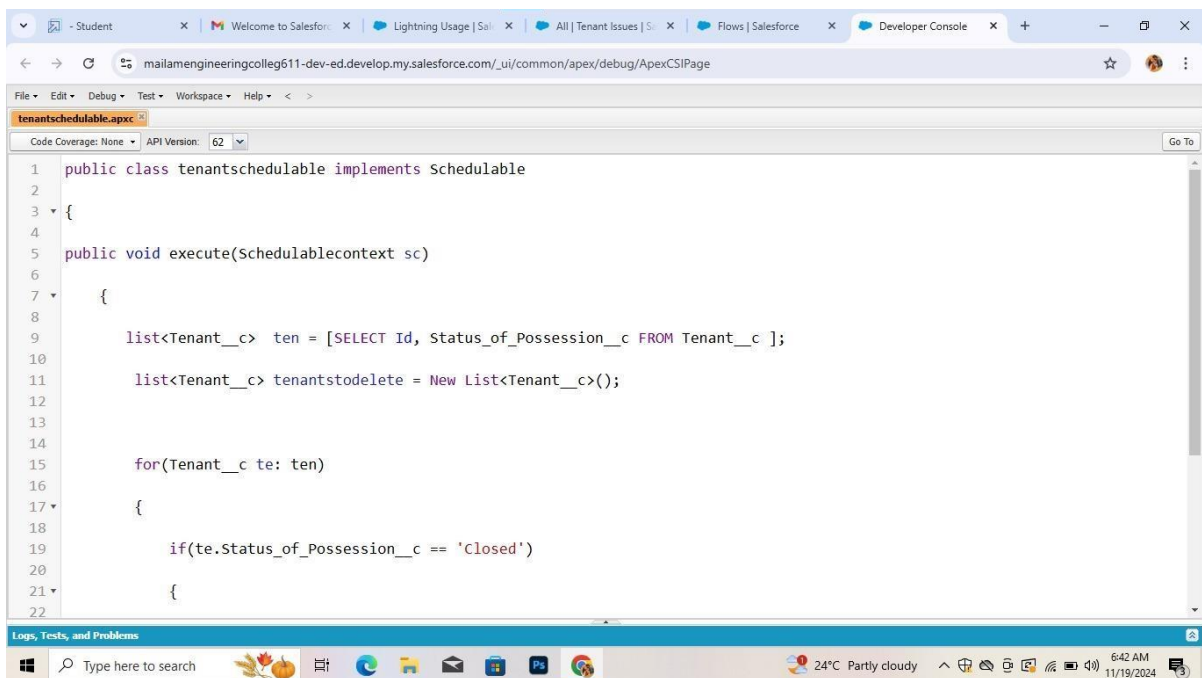 - Student
Welcome to Salesforc
Lightning Usage | Sal
All | Tenant Issues | S
Flows | Salesforce
Developer Console
mailamengineeringcolleg611-dev-ed.develop.my.salesforce.com/_ui/common/apex/debug/ApexCSIPage
File Edit Debug Test Workspace Help < >
tenantschedulable.apxc
Code Coverage: None API Version: 62 Go To
1 public class tenantschedulable implements Schedulable
2
3 {
4
5 public void execute(Schedulablecontext sc)
6
7 {
8
9 list<Tenant__c> ten = [SELECT Id, Status_of_Possession__c FROM Tenant__c ];
10
11 list<Tenant__c> tenantstodelete = New List<Tenant__c>();
12
13
14
15 for(Tenant__c te: ten)
16
17 {
18
19 if(te.Status_of_Possession__c == 'Closed')
20
21 {
22
Logs, Tests, and Problems
Type here to search
Ps
24°C Partly cloudy
6:42 AM
11/19/2024
3